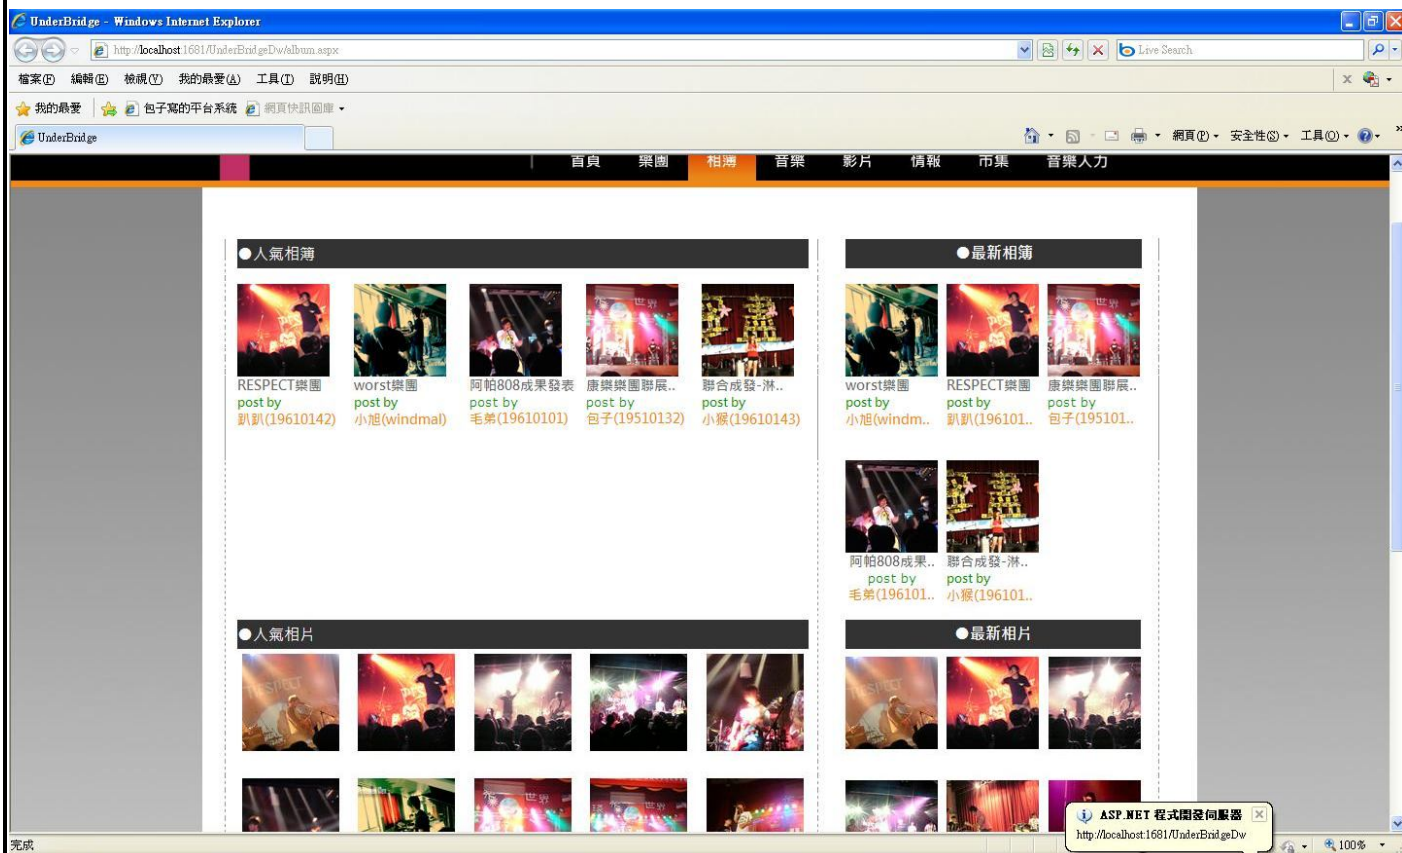 UnderBridge - Windows Internet Explorer
http://localhost:1681/UnderBridgeDw/album.aspx
Live Search
檔案(F) 編輯(E) 檢視(V) 我的最愛(A) 工具(T) 說明(H)
我的最愛 包子寫的平台系統 網頁快訊圖庫
UnderBridge
網頁(P) 安全性(S) 工具(O)
首頁 樂團 相簿 音樂 影片 情報 市集 音樂人力
●人氣相簿
RESPECT樂團 worst樂團 阿帕808成果發表 康樂樂團聯展.. 聯合成發-淋..
post by post by post by post by post by
趴趴(19610142) 小旭(windmal) 毛弟(19610101) 包子(19510132) 小猴(19610143)
●最新相簿
worst樂團 RESPECT樂團 康樂樂團聯展..
post by post by post by
小旭(windm.. 趴趴(196101.. 包子(195101..
阿帕808成果.. 聯合成發-淋..
post by post by
毛弟(196101.. 小猴(196101..
●人氣相片
●最新相片
ASP.NET 程式開發伺服器
http://localhost:1681/UnderBridgeDw
完成
100%